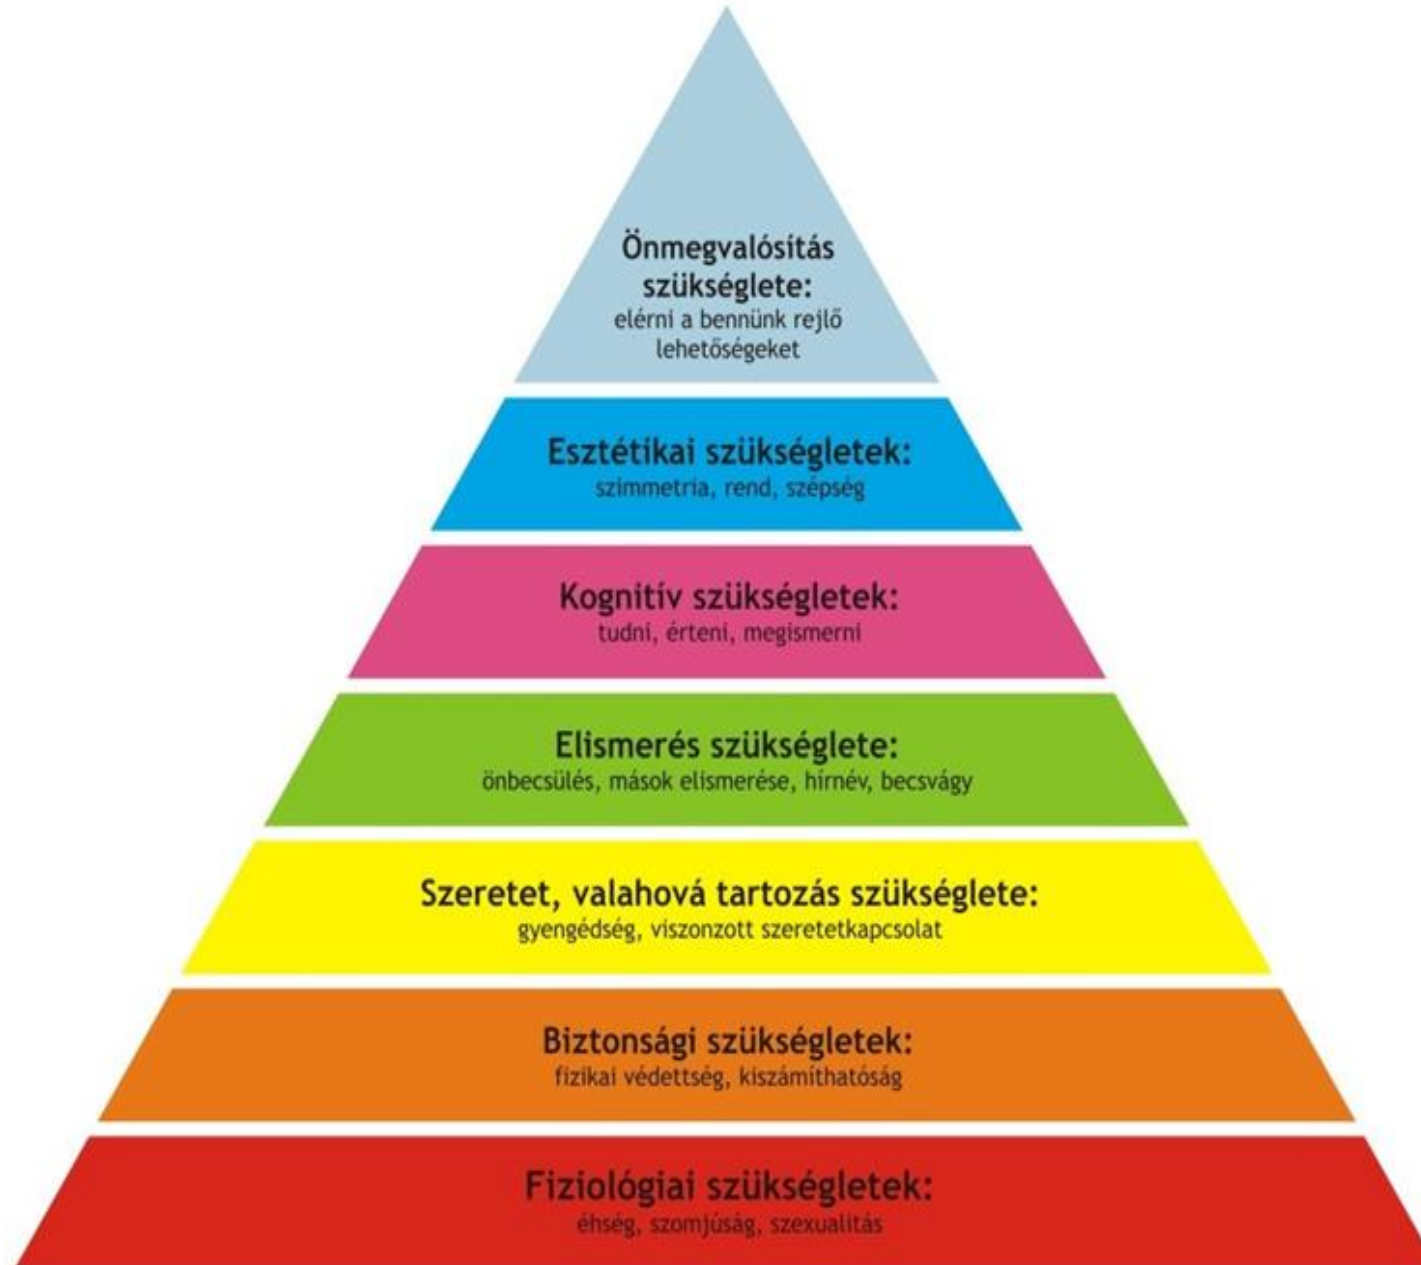 Önmegvalósítás
szükséglete:
elérni a bennünk rejlő
lehetőségeket
Esztétikai szükségletek:
szimmetria, rend, szépség
Kognitív szükségletek:
tudni, érteni, megismerni
Elismerés szükséglete:
önbecsülés, mások elismerése, hírnév, becsvágy
Szeretet, valahová tartozás szükséglete:
gyengédség, viszonzott szeretetkapcsolat
Biztonsági szükségletek:
fizikai védettség, kiszámíthatóság
Fiziológiai szükségletek:
éhség, szomjúság, szexualitás